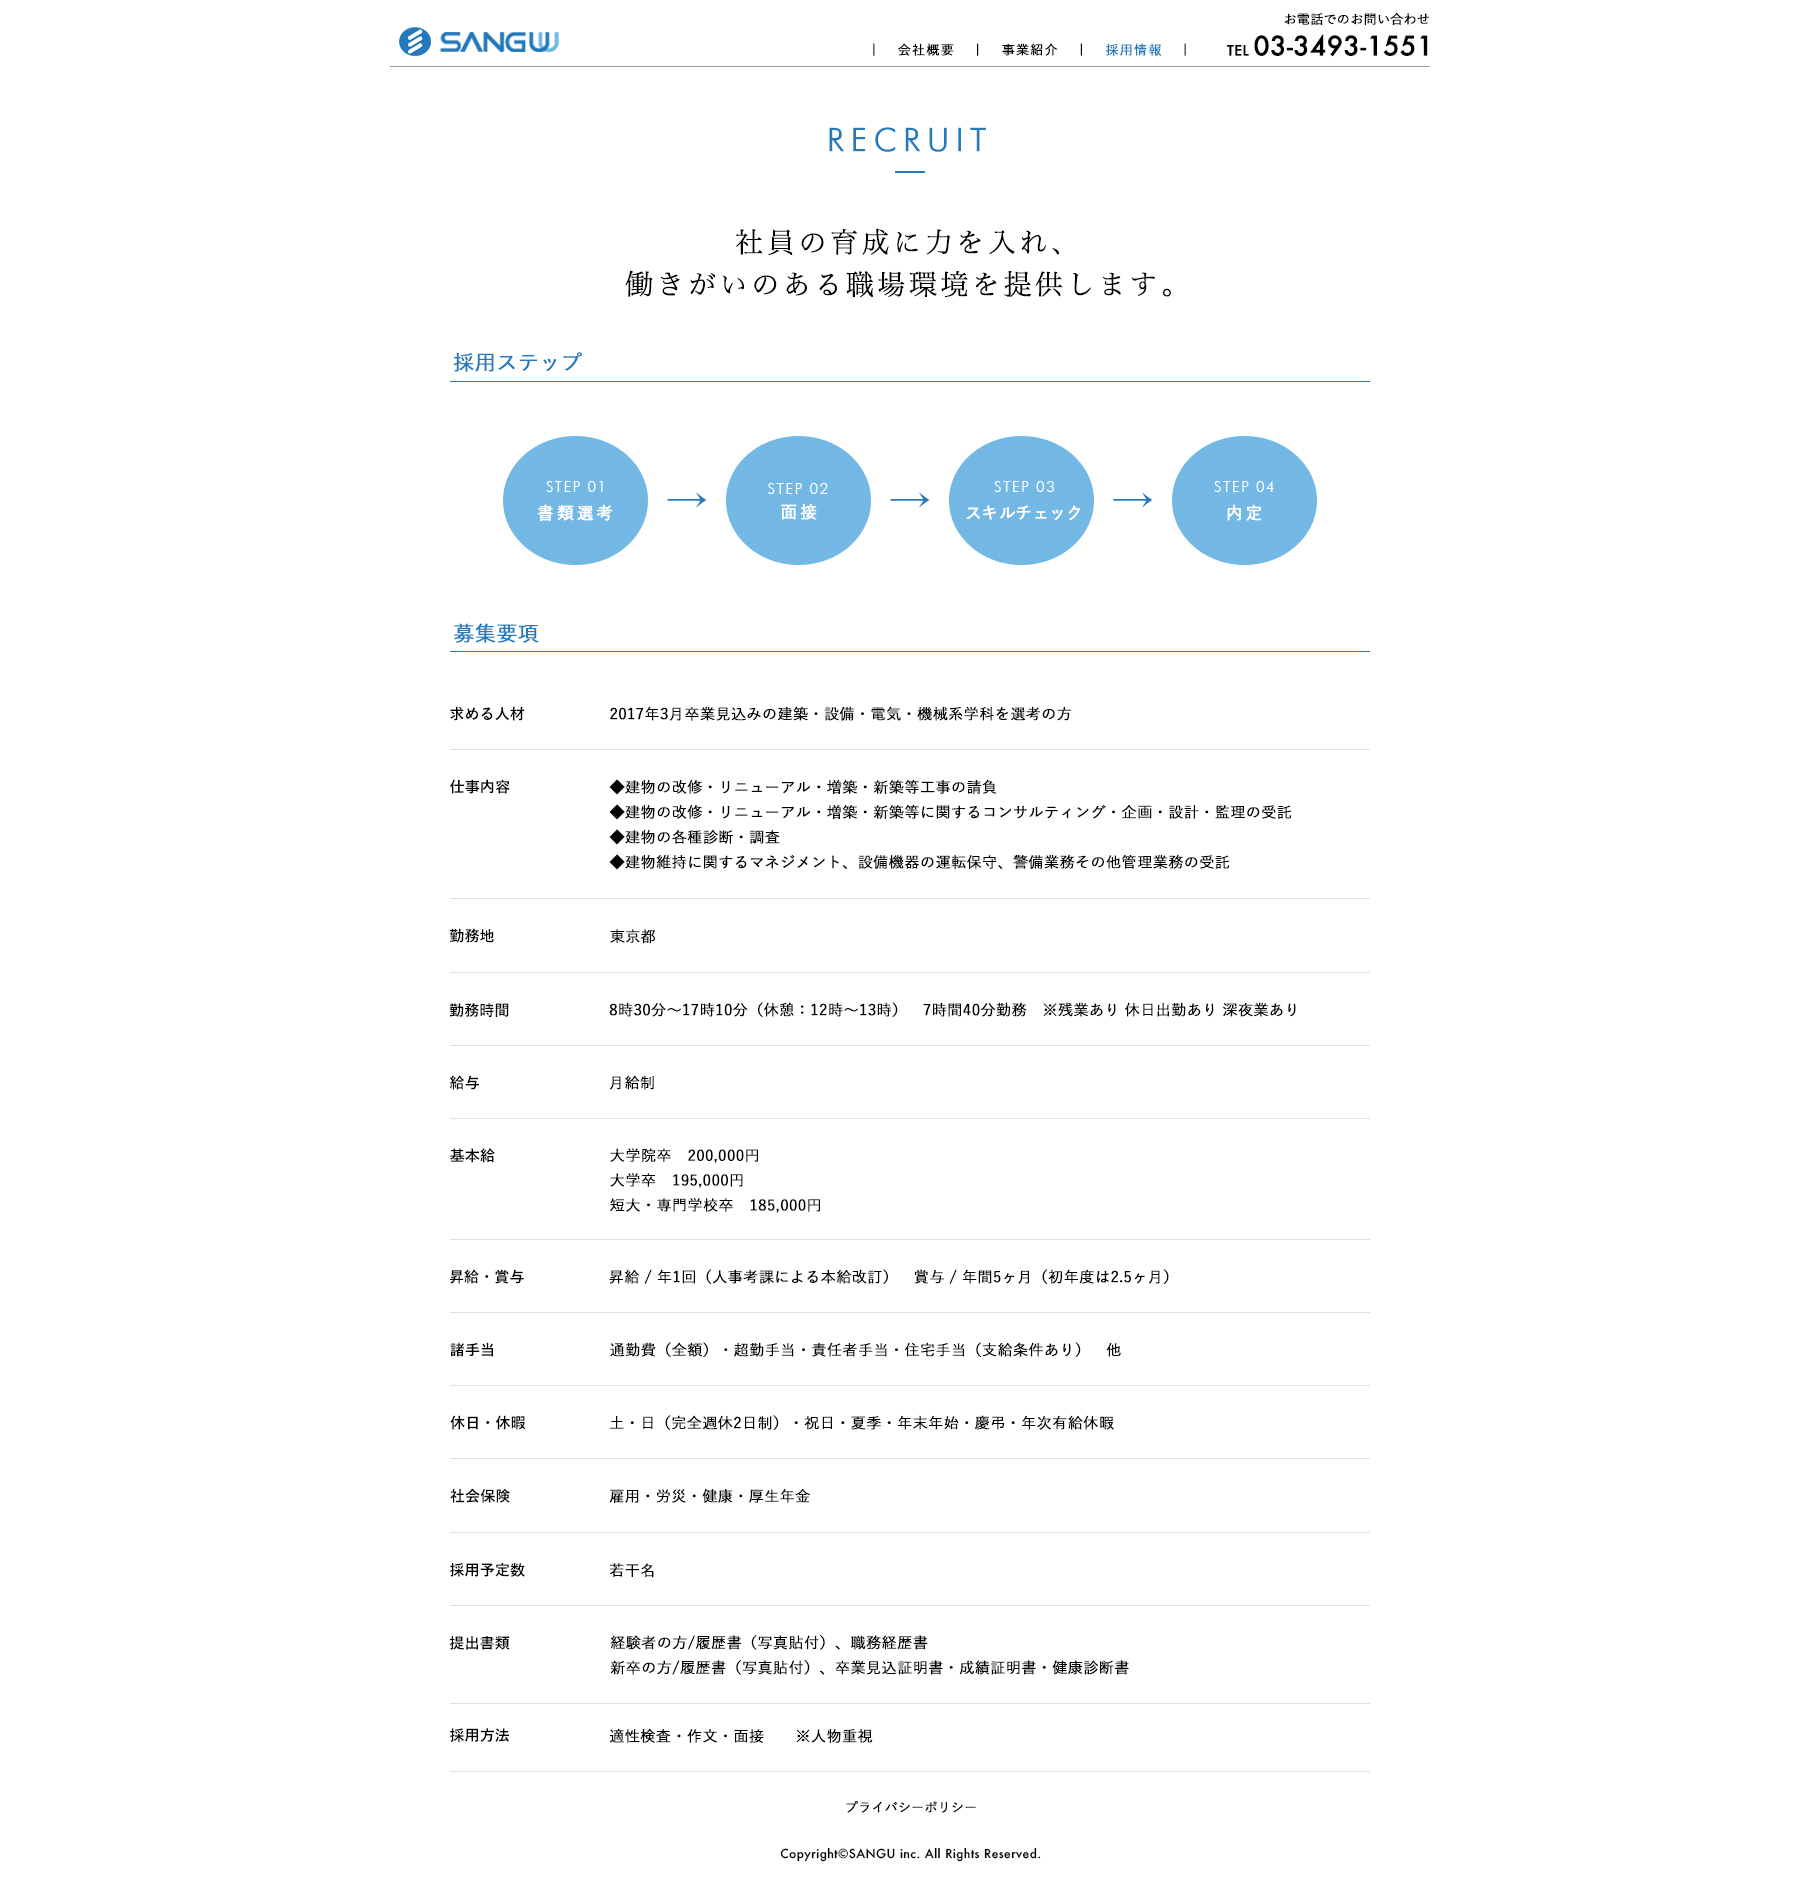 SANGUU
お電話でのお問い合わせ
| 会社概要 | 事業紹介 | 採用情報 | TEL 03-3493-1551
RECRUIT
社員の育成に力を入れ、
働きがいのある職場環境を提供します。
採用ステップ
STEP 01
書類選考
STEP 02
面接
STEP 03
スキルチェック
STEP 04
内定
募集要項
求める人材 2017年3月卒業見込みの建築・設備・電気・機械系学科を選考の方
仕事内容 ◆建物の改修・リニューアル・増築・新築等工事の請負
◆建物の改修・リニューアル・増築・新築等に関するコンサルティング・企画・設計・監理の受託
◆建物の各種診断・調査
◆建物維持に関するマネジメント、設備機器の運転保守、警備業務その他管理業務の受託
勤務地 東京都
勤務時間 8時30分〜17時10分（休憩：12時〜13時）　7時間40分勤務　※残業あり 休日出勤あり 深夜業あり
給与 月給制
基本給 大学院卒　200,000円
大学卒　195,000円
短大・専門学校卒　185,000円
昇給・賞与 昇給 / 年1回（人事考課による本給改訂）　賞与 / 年間5ヶ月（初年度は2.5ヶ月）
諸手当 通勤費（全額）・超勤手当・責任者手当・住宅手当（支給条件あり）　他
休日・休暇 土・日（完全週休2日制）・祝日・夏季・年末年始・慶弔・年次有給休暇
社会保険 雇用・労災・健康・厚生年金
採用予定数 若干名
提出書類 経験者の方/履歴書（写真貼付）、職務経歴書
新卒の方/履歴書（写真貼付）、卒業見込証明書・成績証明書・健康診断書
採用方法 適性検査・作文・面接　　※人物重視
プライバシーポリシー
Copyright©SANGU inc. All Rights Reserved.